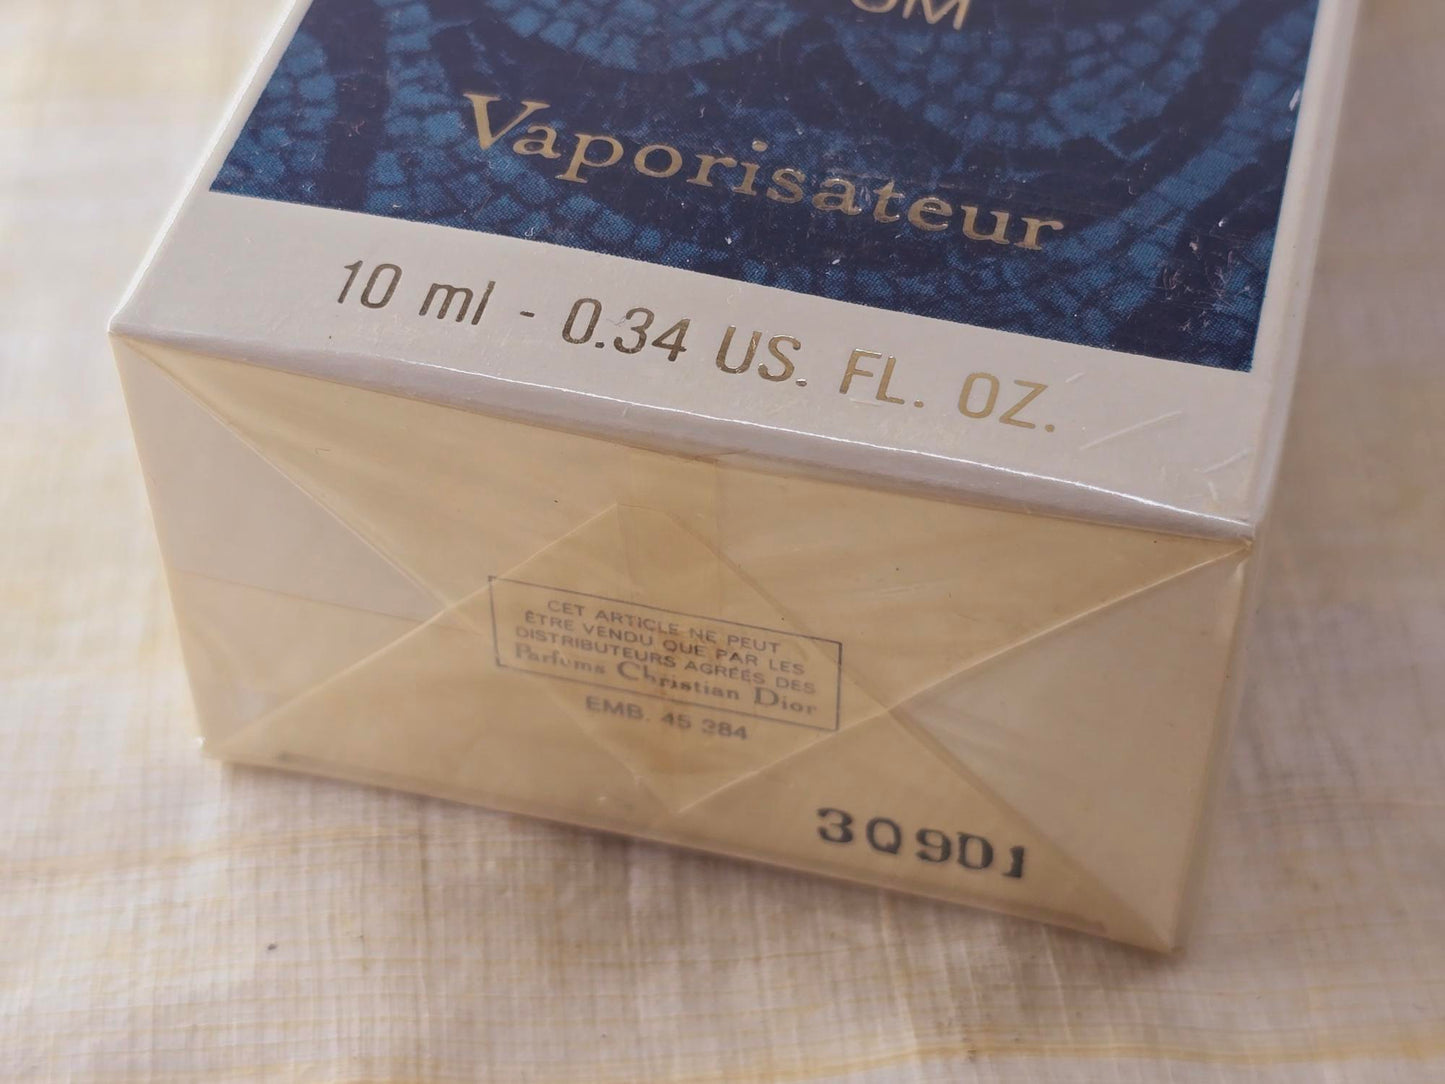 Vaporisateur
10 ml - 0.34 US. FL. OZ.
CET ARTICLE NE PEUT
ÊTRE VENDU QUE PAR LES
DISTRIBUTEURS AGRÉÉS DES
Parfums Christian Dior
EMB. 45 284
3Q9D1